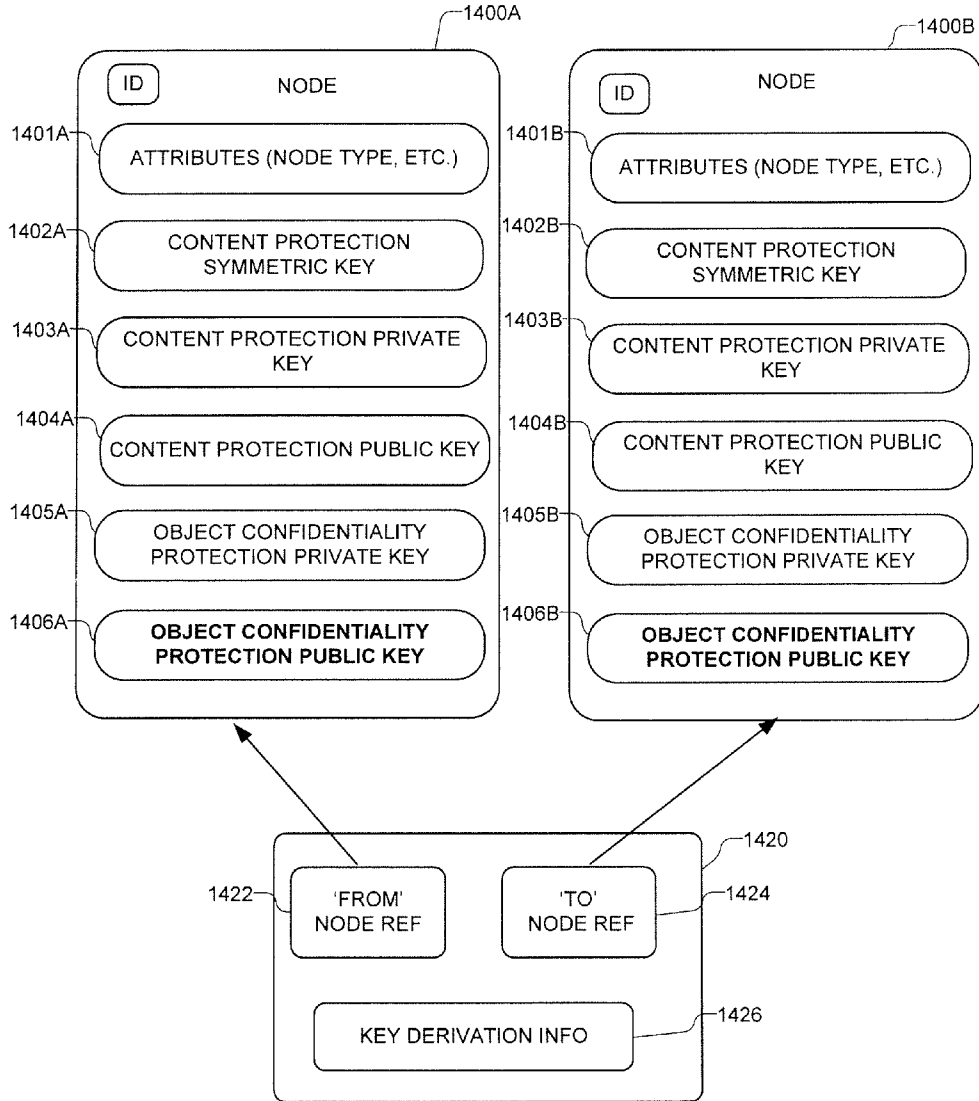 1400A
ID
NODE
1401A
ATTRIBUTES (NODE TYPE, ETC.)
1402A
CONTENT PROTECTION
SYMMETRIC KEY
1403A
CONTENT PROTECTION PRIVATE
KEY
1404A
CONTENT PROTECTION PUBLIC KEY
1405A
OBJECT CONFIDENTIALITY
PROTECTION PRIVATE KEY
1406A
OBJECT CONFIDENTIALITY
PROTECTION PUBLIC KEY
1400B
ID
NODE
1401B
ATTRIBUTES (NODE TYPE, ETC.)
1402B
CONTENT PROTECTION
SYMMETRIC KEY
1403B
CONTENT PROTECTION PRIVATE
KEY
1404B
CONTENT PROTECTION PUBLIC
KEY
1405B
OBJECT CONFIDENTIALITY
PROTECTION PRIVATE KEY
1406B
OBJECT CONFIDENTIALITY
PROTECTION PUBLIC KEY
1420
1422
'FROM'
NODE REF
'TO'
NODE REF
1424
KEY DERIVATION INFO
1426